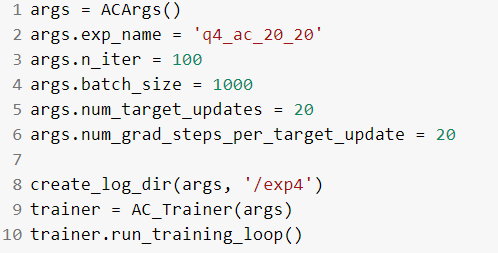 1 args = ACArgs()
2 args.exp_name = 'q4_ac_20_20'
3 args.n_iter = 100
4 args.batch_size = 1000
5 args.num_target_updates = 20
6 args.num_grad_steps_per_target_update = 20
7
8 create_log_dir(args, '/exp4')
9 trainer = AC_Trainer(args)
10 trainer.run_training_loop()